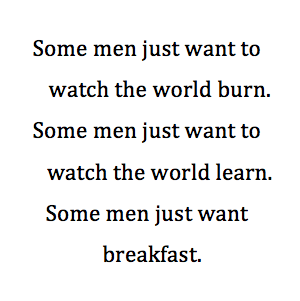 Some men just want to
watch the world burn.
Some men just want to
watch the world learn.
Some men just want
breakfast.